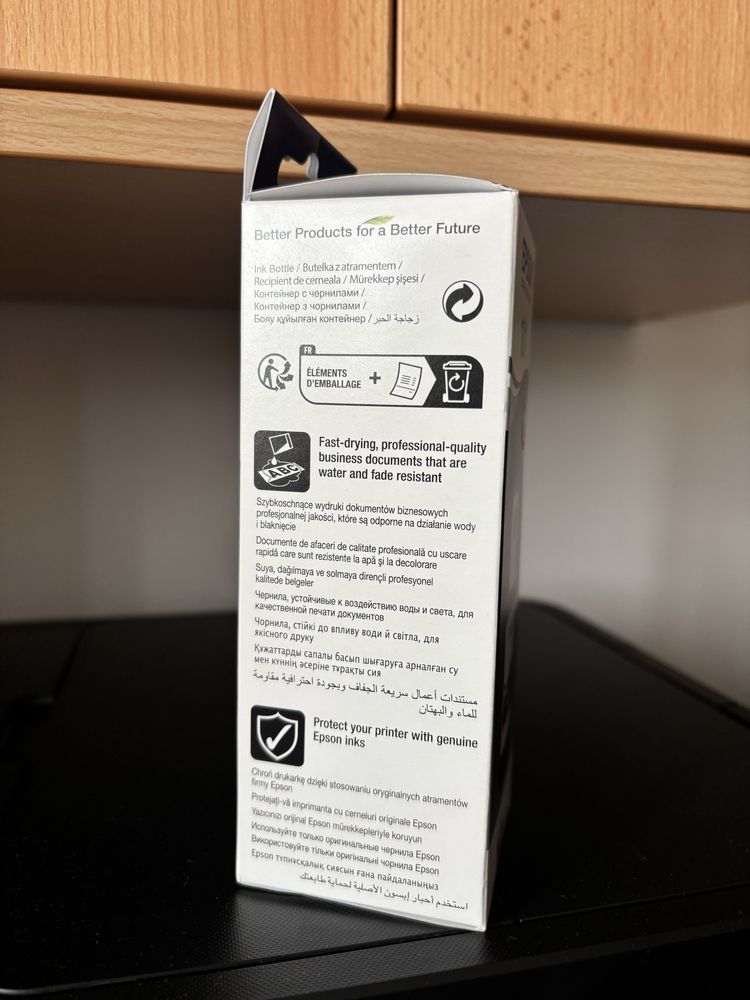 Better Products for a Better Future
Ink Bottle / Butelka z atramentem /
Recipient de cerneala / Mürekkep şişesi /
Контейнер с чернилами /
Контейнер з чорнилами /
Бояу құйылған контейнер / زجاجة الحبر
FR
ÉLÉMENTS
D'EMBALLAGE
+
ABC
Fast-drying, professional-quality
business documents that are
water and fade resistant
Szybkoschnące wydruki dokumentów biznesowych
profesjonalnej jakości, które są odporne na działanie wody
i blaknięcie
Documente de afaceri de calitate profesională cu uscare
rapidă care sunt rezistente la apă şi la decolorare
Suya, dağılmaya ve solmaya dirençli profesyonel
kalitede belgeler
Чернила, устойчивые к воздействию воды и света, для
качественной печати документов
Чорнила, стійкі до впливу води й світла, для
якісного друку
Құжаттарды сапалы басып шығаруға арналған су
мен күннің әсеріне тұрақты сия
مستندات أعمال سريعة الجفاف وبجودة احترافية مقاومة
للماء والبهتان
Protect your printer with genuine
Epson inks
Chroń drukarkę dzięki stosowaniu oryginalnych atramentów
firmy Epson
Protejaţi-vă imprimanta cu cerneluri originale Epson
Yazıcınızı orijinal Epson mürekkepleriyle koruyun
Используйте только оригинальные чернила Epson
Використовуйте тільки оригінальні чорнила Epson
Epson түпнұсқалық сиясын ғана пайдаланыңыз
استخدم أحبار إبسون الأصلية لحماية طابعتك